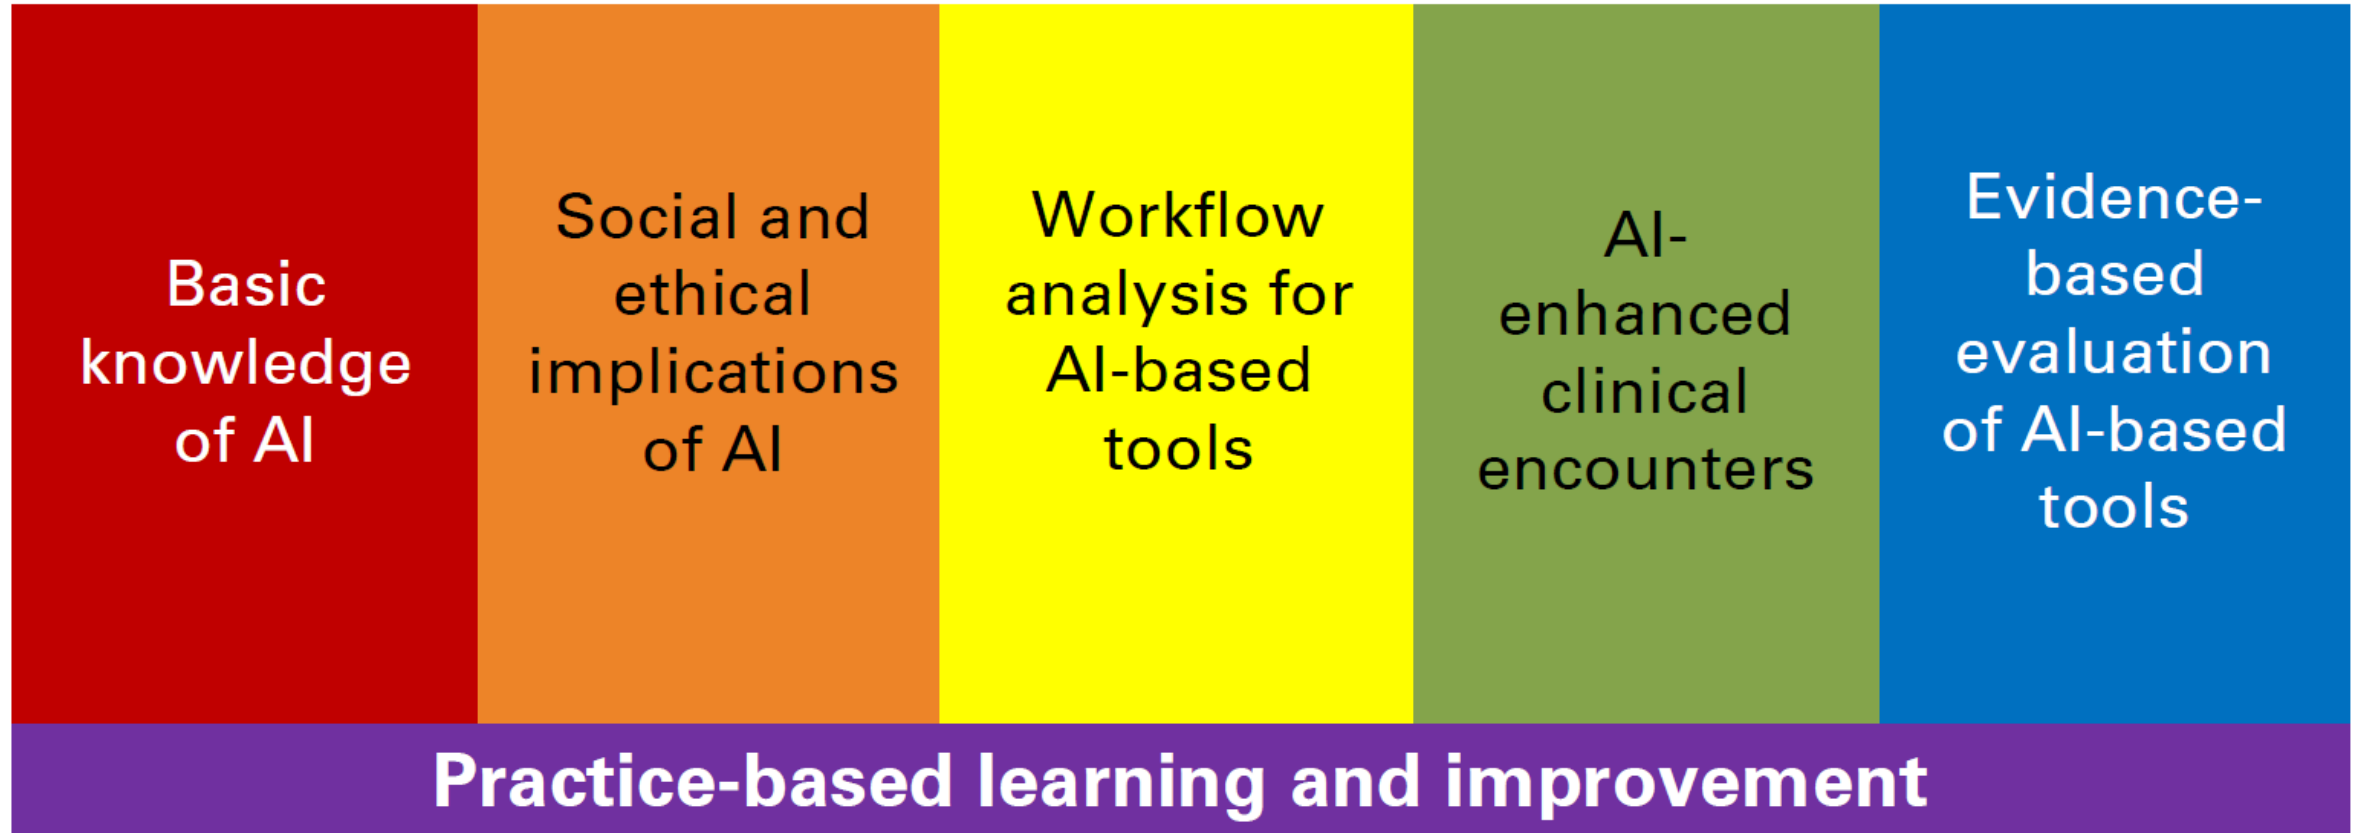 Basic
knowledge
of AI
Social and
ethical
implications
of AI
Workflow
analysis for
AI-based
tools
AI-
enhanced
clinical
encounters
Evidence-
based
evaluation
of AI-based
tools
Practice-based learning and improvement